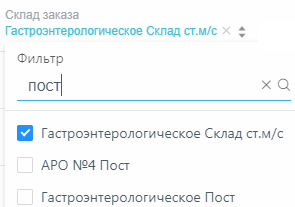 Склад заказа
Гастроэнтерологическое Склад ст.м/с
Фильтр
пост
Гастроэнтерологическое Склад ст.м/с
АРО №4 Пост
Гастроэнтерологическое Пост